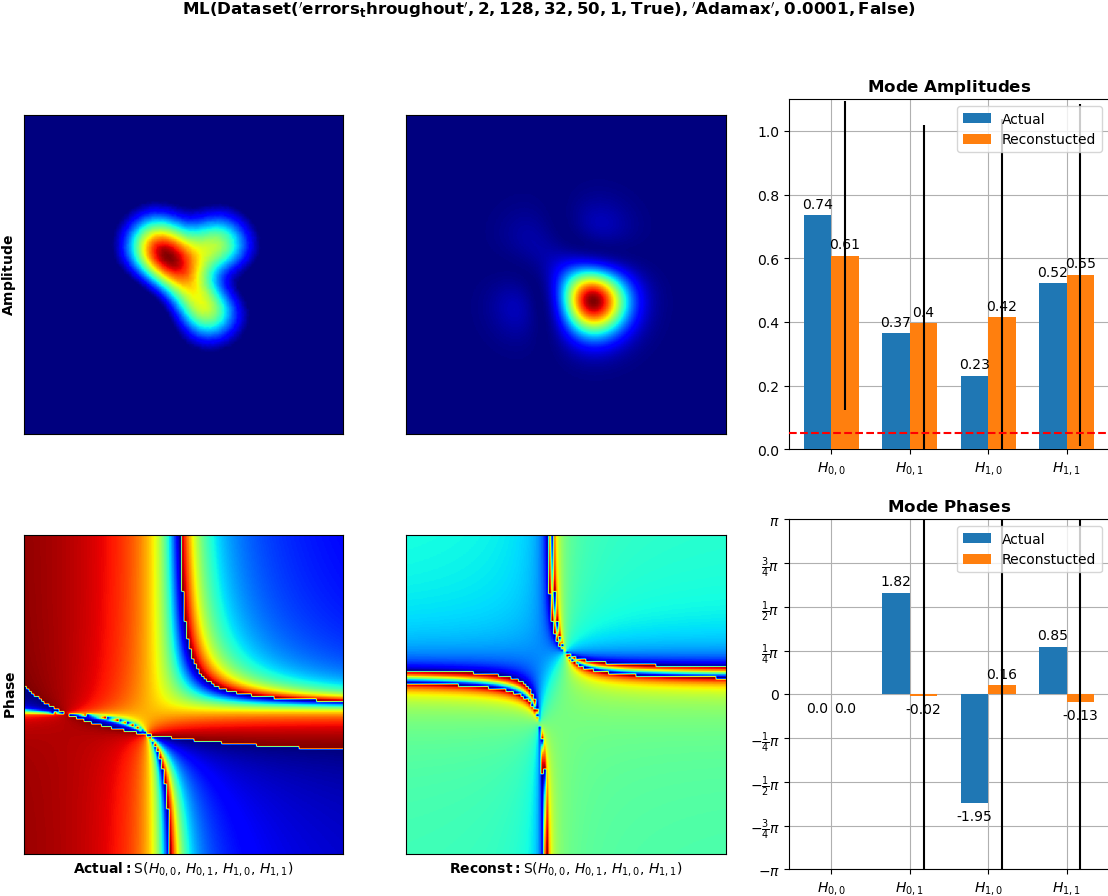 ML(Dataset('errors_throughout', 2, 128, 32, 50, 1, True), 'Adamax', 0.0001, False)
Amplitude
Mode Amplitudes
Actual
Reconstucted
1.0
0.8
0.6
0.4
0.2
0.0
0.74
0.61
0.37
0.4
0.23
0.42
0.52
0.55
H0,0
H0,1
H1,0
H1,1
Phase
Actual: S(H0,0, H0,1, H1,0, H1,1)
Reconst: S(H0,0, H0,1, H1,0, H1,1)
Mode Phases
Actual
Reconstucted
π
3/4π
1/2π
1/4π
0
−1/4π
−1/2π
−3/4π
−π
0.0
0.0
1.82
-0.02
-1.95
0.16
0.85
-0.13
H0,0
H0,1
H1,0
H1,1